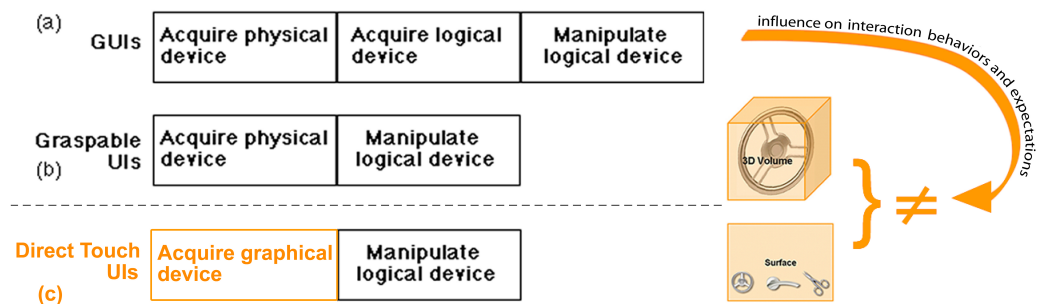 (a)
GUIs
Acquire physical
device
Acquire logical
device
Manipulate
logical device
influence on interaction behaviors and expectations
Graspable
UIs
(b)
Acquire physical
device
Manipulate
logical device
3D Volume
}
≠
Direct Touch
UIs
(c)
Acquire graphical
device
Manipulate
logical device
Surface